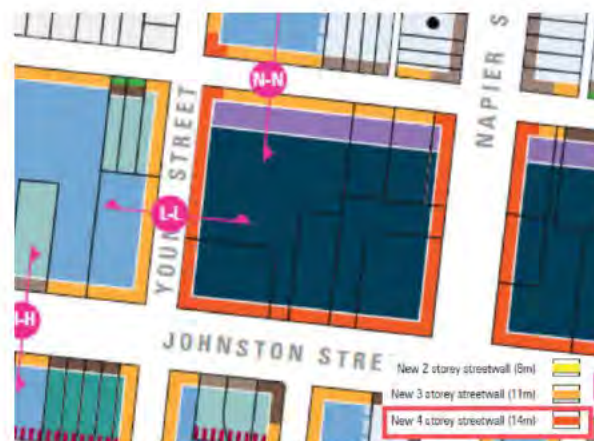 NAPIER S
N-N
YOUN STREET
L-L
-H
JOHNSTON STRE
New 2 storey streetwall (8m)
New 3 storey streetwall (11m)
New 4 storey streetwall (14m)